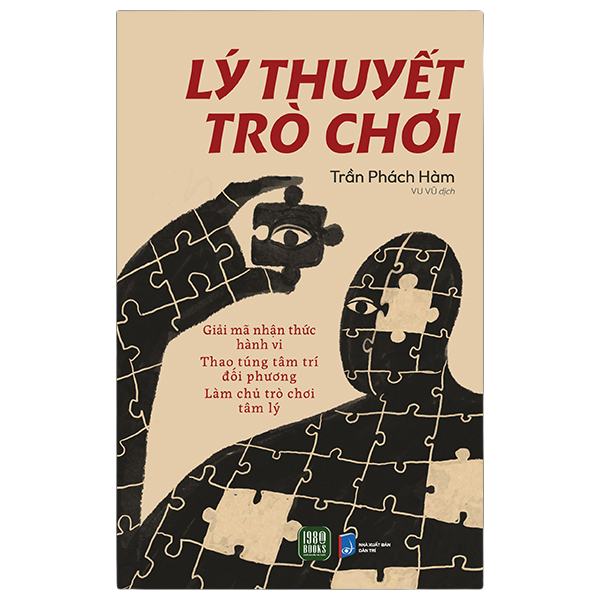 LÝ THUYẾT
TRÒ CHƠI
Trần Phách Hàm
VU VŨ dịch
Giải mã nhận thức
hành vi
Thao túng tâm trí
đối phương
Làm chủ trò chơi
tâm lý
1980
BOOKS
NHÀ XUẤT BẢN
DÂN TRÍ